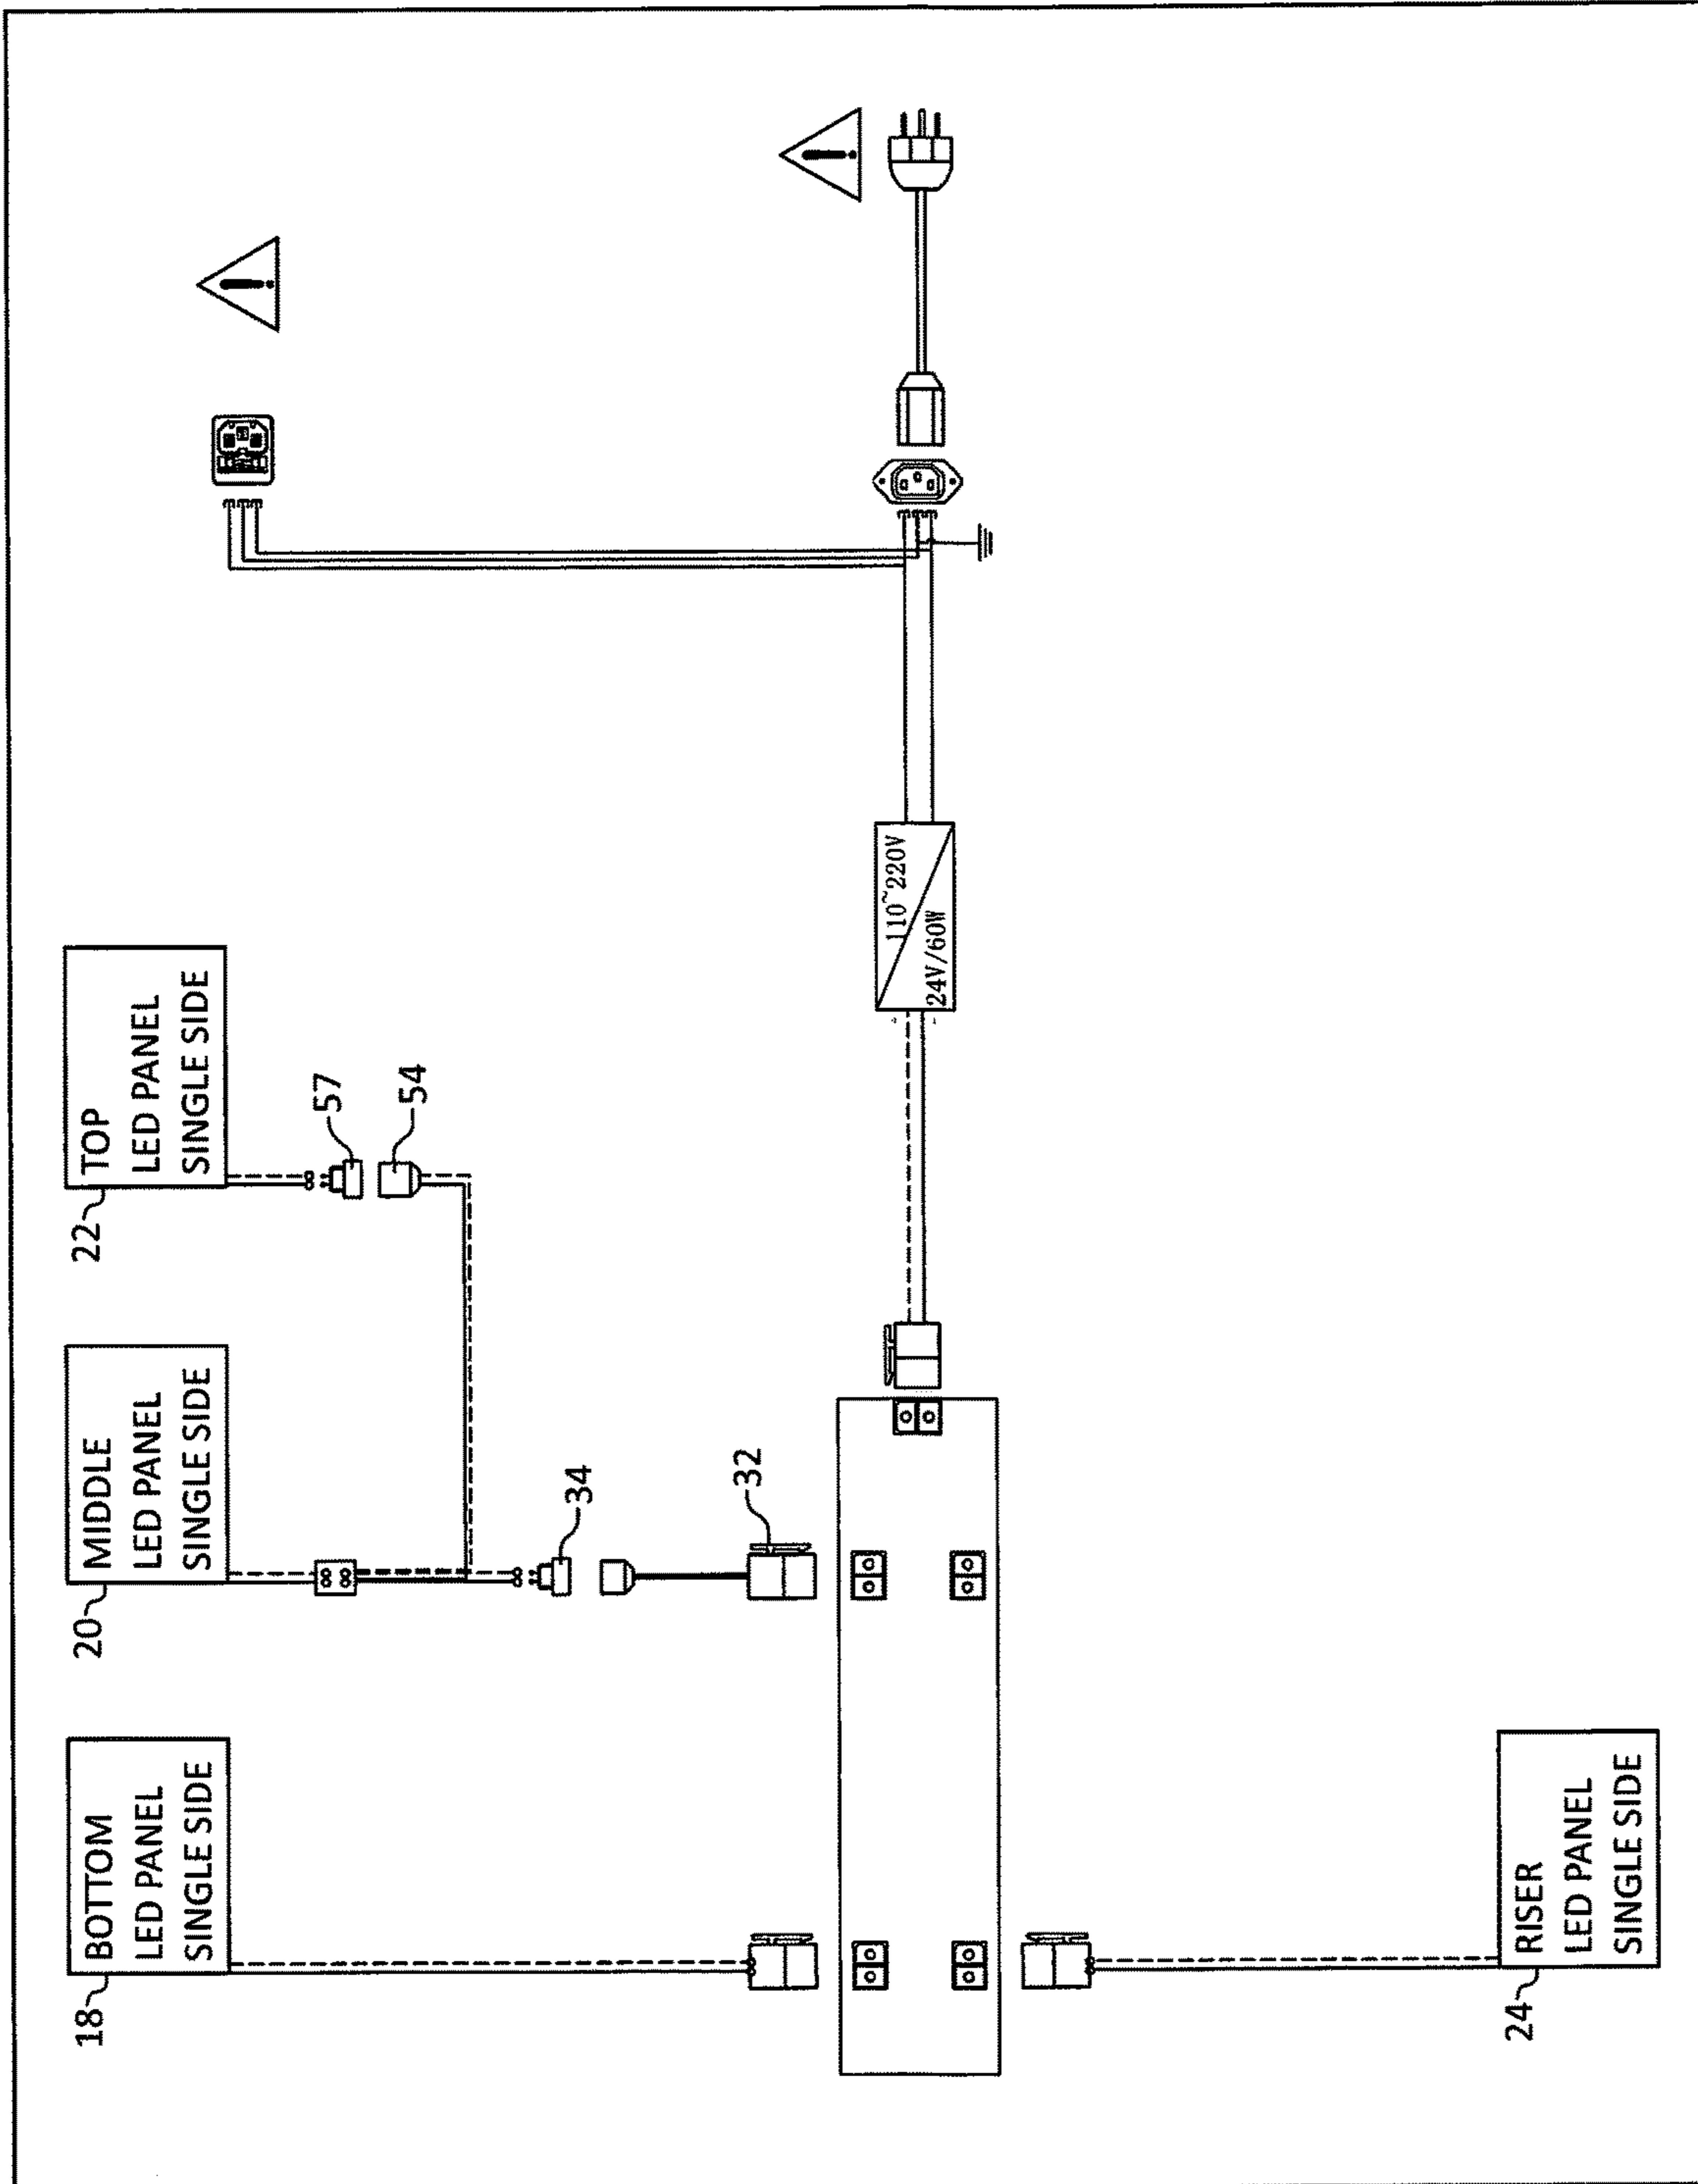 18
BOTTOM
LED PANEL
SINGLE SIDE
20
MIDDLE
LED PANEL
SINGLE SIDE
22
TOP
LED PANEL
SINGLE SIDE
57
54
34
32
110~220V
24V/60W
24
RISER
LED PANEL
SINGLE SIDE